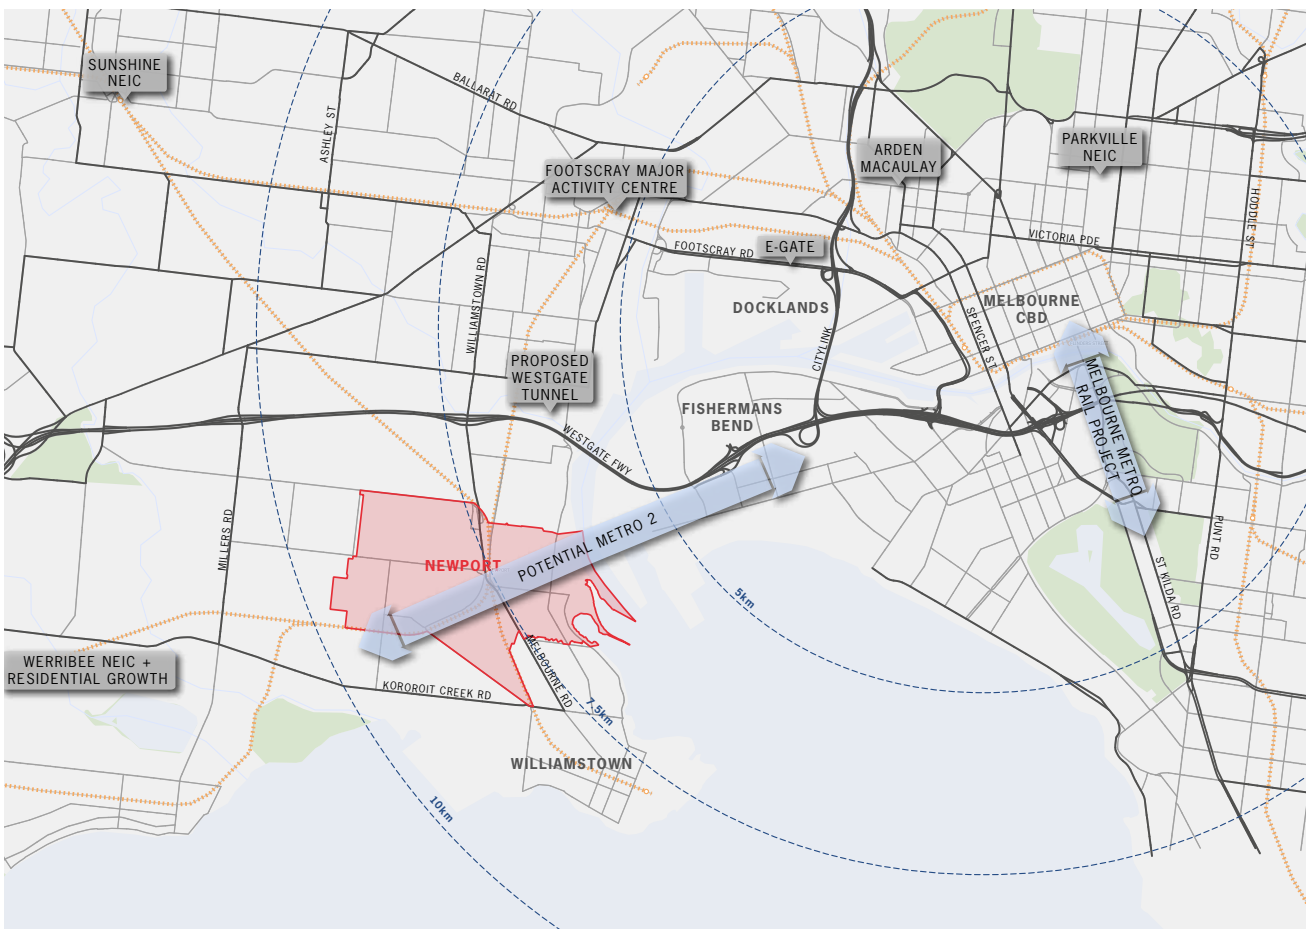 SUNSHINE
NEIC
BALLARAT RD
ASHLEY ST
FOOTSCRAY MAJOR
ACTIVITY CENTRE
ARDEN
MACAULAY
PARKVILLE
NEIC
HODDLE ST
VICTORIA PDE
FOOTSCRAY RD
E-GATE
WILLIAMSTOWN RD
DOCKLANDS
MELBOURNE
CBD
SPENCER ST
CITYLINK
PROPOSED
WESTGATE
TUNNEL
FISHERMANS
BEND
WESTGATE FWY
MELBOURNE METRO
RAIL PROJECT
MILLERS RD
POTENTIAL METRO 2
NEWPORT
PUNT RD
ST KILDA RD
5km
WERRIBEE NEIC +
RESIDENTIAL GROWTH
KOROROIT CREEK RD
MELBOURNE RD
7.5km
WILLIAMSTOWN
10km